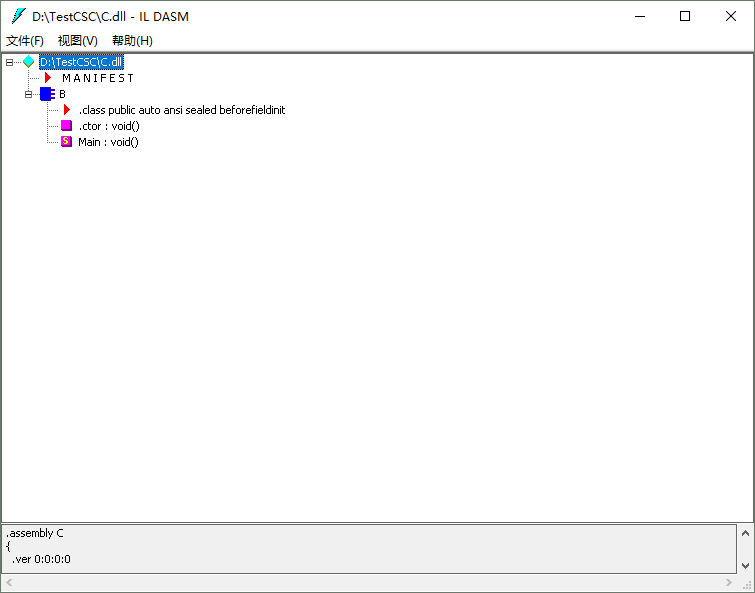 D:\TestCSC\C.dll - IL DASM
文件(F) 视图(V) 帮助(H)
D:\TestCSC\C.dll
M A N I F E S T
B
.class public auto ansi sealed beforefieldinit
.ctor : void()
S Main : void()
.assembly C
{
.ver 0:0:0:0